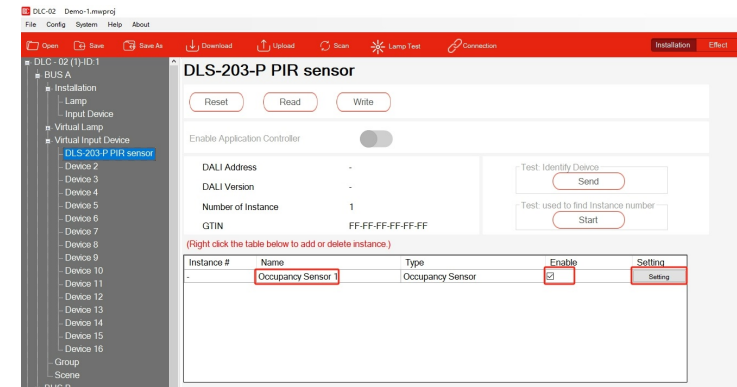 DLC-02 Demo-1.mwproj
File Config System Help About
Open Save Save As Download Upload Scan Lamp Test Connection Installation Effect
DLC - 02 (1)-ID:1
BUS A
Installation
Lamp
Input Device
Virtual Lamp
Virtual Input Device
DLS-203-P PIR sensor
Device 2
Device 3
Device 4
Device 5
Device 6
Device 7
Device 8
Device 9
Device 10
Device 11
Device 12
Device 13
Device 14
Device 15
Device 16
Group
Scene
BUS B
DLS-203-P PIR sensor
Reset Read Write
Enable Application Controller
DALI Address -
DALI Version -
Number of Instance 1
GTIN FF-FF-FF-FF-FF-FF
Test: Identify Deivce
Send
Test: used to find Instance number
Start
(Right click the table below to add or delete instance.)
Instance # Name Type Enable Setting
- Occupancy Sensor 1 Occupancy Sensor Setting